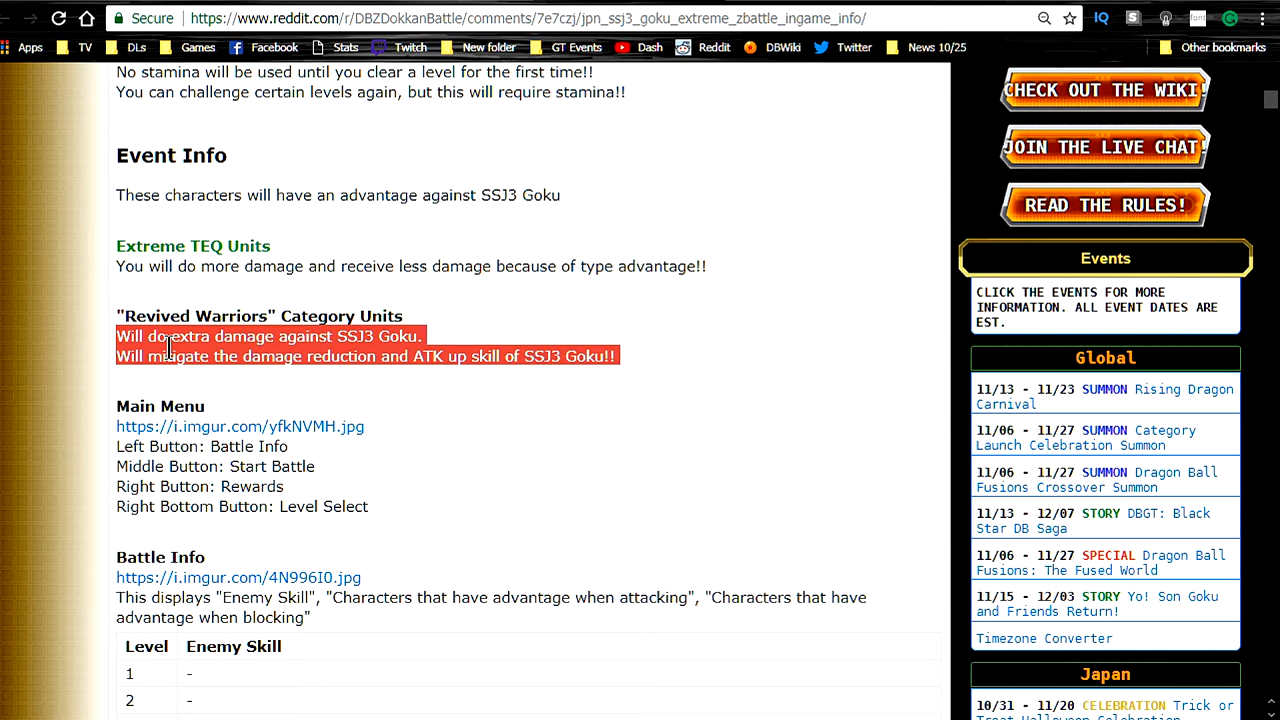 Secure https://www.reddit.com/r/DBZDokkanBattle/comments/7e7czj/jpn_ssj3_goku_extreme_zbattle_ingame_info/
Apps TV DLs Games Facebook Stats Twitch New folder GT Events Dash Reddit DBWiki Twitter News 10/25 Other bookmarks
No stamina will be used until you clear a level for the first time!!
You can challenge certain levels again, but this will require stamina!!
Event Info
These characters will have an advantage against SSJ3 Goku
Extreme TEQ Units
You will do more damage and receive less damage because of type advantage!!
"Revived Warriors" Category Units
Will do extra damage against SSJ3 Goku.
Will mitigate the damage reduction and ATK up skill of SSJ3 Goku!!
Main Menu
https://i.imgur.com/yfkNVMH.jpg
Left Button: Battle Info
Middle Button: Start Battle
Right Button: Rewards
Right Bottom Button: Level Select
Battle Info
https://i.imgur.com/4N996I0.jpg
This displays "Enemy Skill", "Characters that have advantage when attacking", "Characters that have
advantage when blocking"
Level Enemy Skill
1 -
2 -
CHECK OUT THE WIKI!
JOIN THE LIVE CHAT!
READ THE RULES!
Events
CLICK THE EVENTS FOR MORE
INFORMATION. ALL EVENT DATES ARE
EST.
Global
11/13 - 11/23 SUMMON Rising Dragon
Carnival
11/06 - 11/27 SUMMON Category
Launch Celebration Summon
11/06 - 11/27 SUMMON Dragon Ball
Fusions Crossover Summon
11/13 - 12/07 STORY DBGT: Black
Star DB Saga
11/06 - 11/27 SPECIAL Dragon Ball
Fusions: The Fused World
11/15 - 12/03 STORY Yo! Son Goku
and Friends Return!
Timezone Converter
Japan
10/31 - 11/20 CELEBRATION Trick or
Treat Halloween Celebration